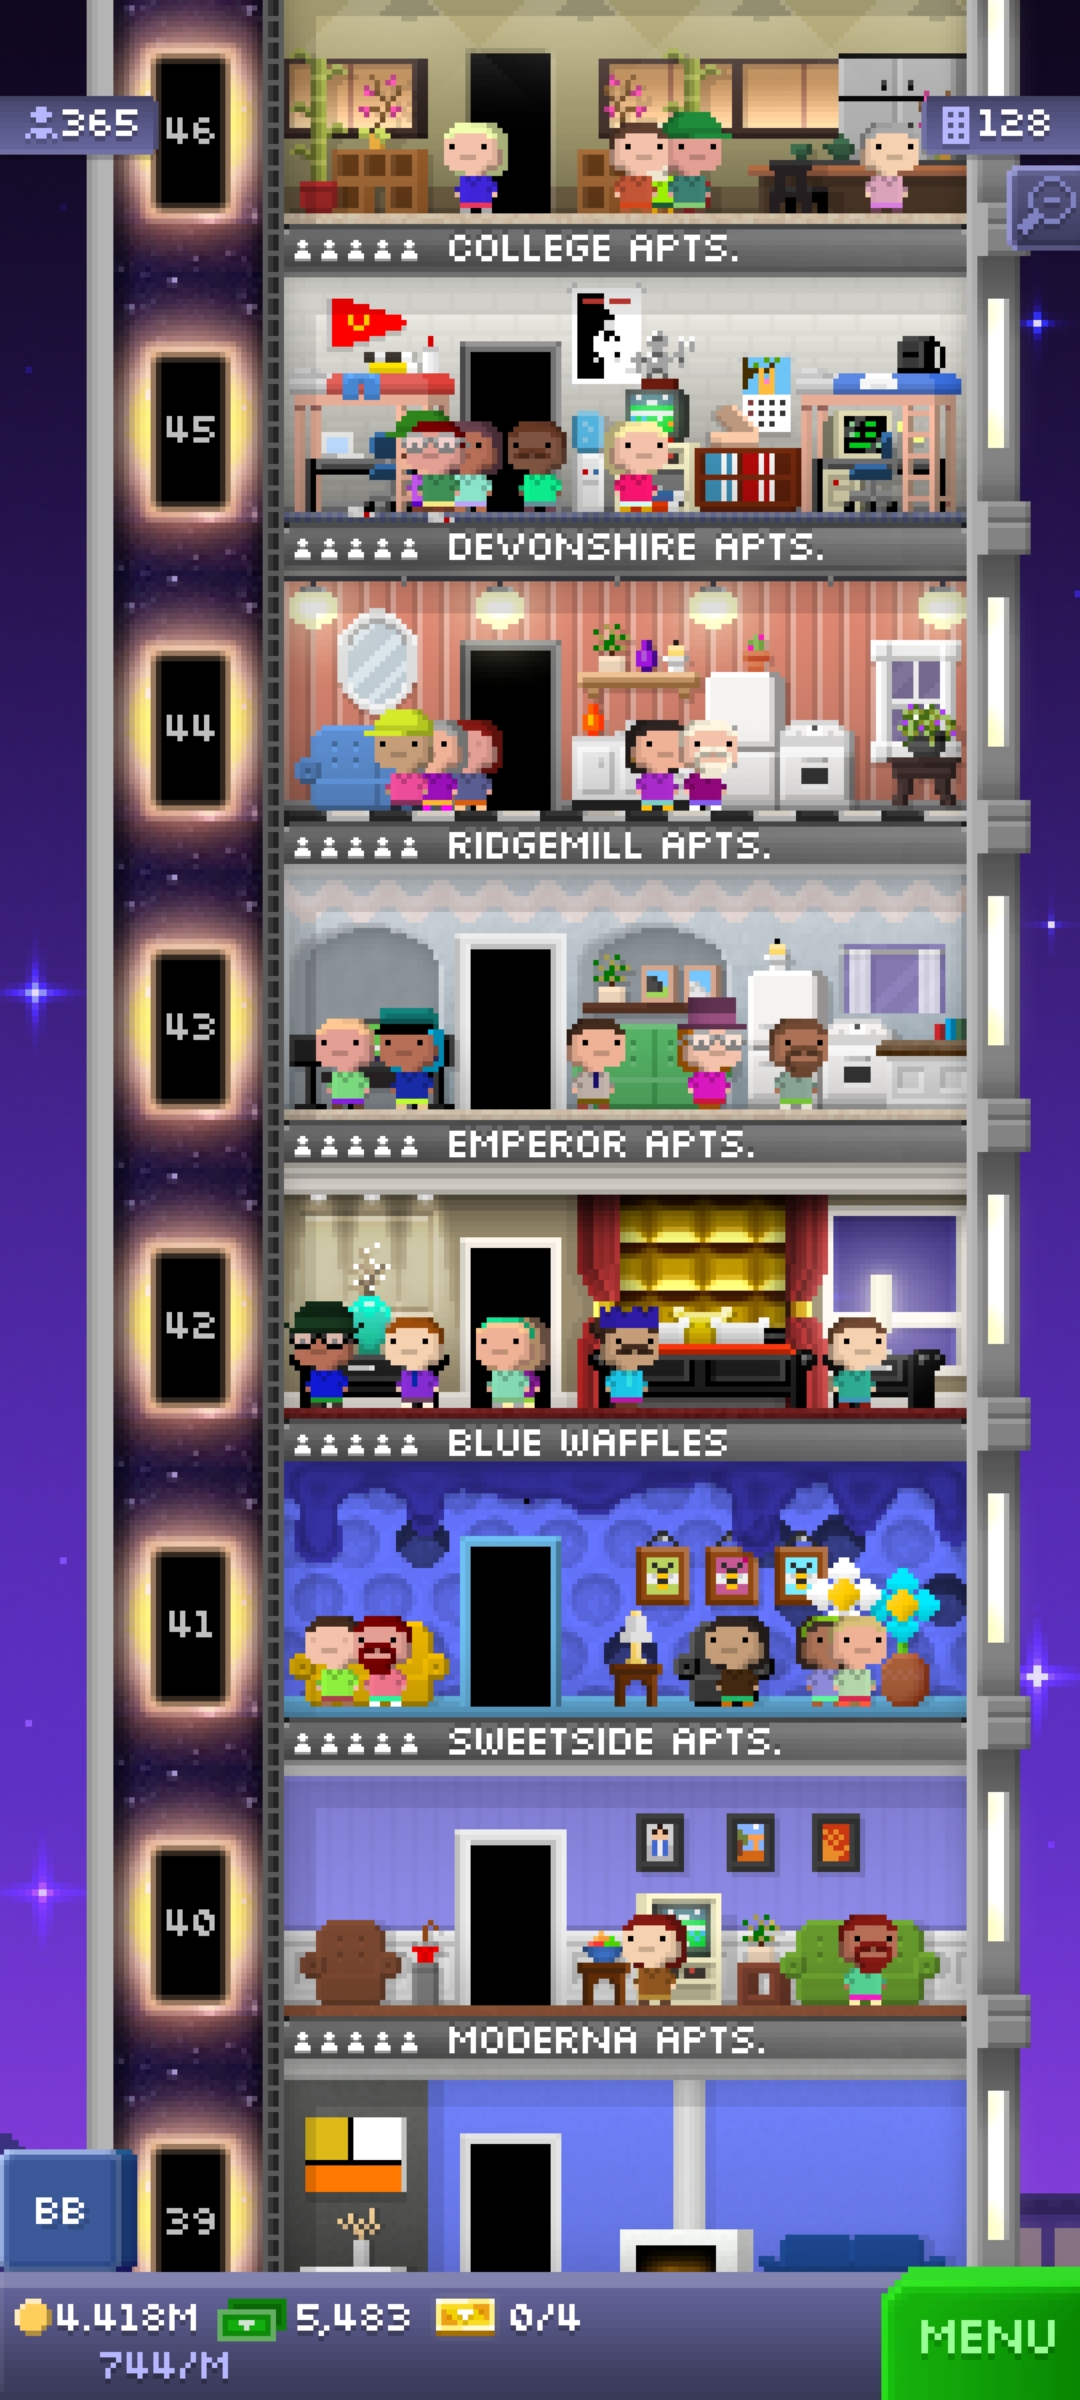 46
365
128
COLLEGE APTS.
45
DEVONSHIRE APTS.
44
RIDGEMILL APTS.
43
EMPEROR APTS.
42
BLUE WAFFLES
41
SWEETSIDE APTS.
40
MODERNA APTS.
39
BB
4.418M 5,483 0/4
744/M
MENU